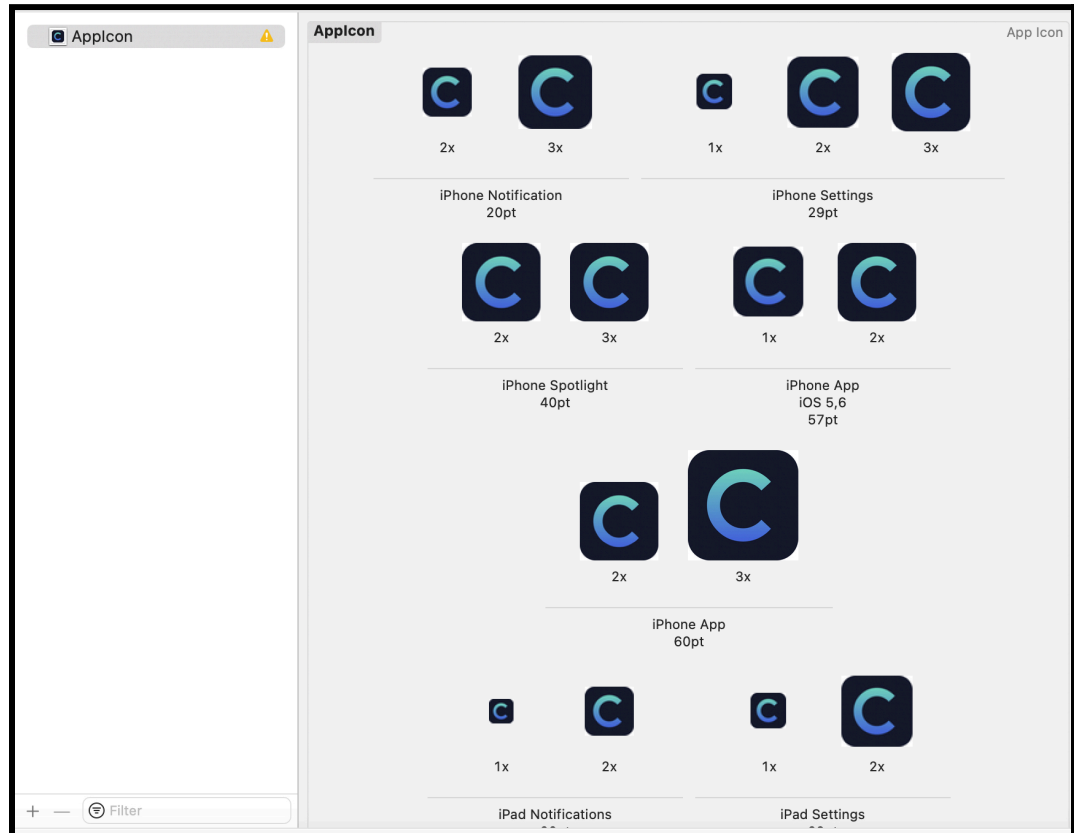 AppIcon
AppIcon
App Icon
2x 3x 1x 2x 3x
iPhone Notification
20pt
iPhone Settings
29pt
2x 3x 1x 2x
iPhone Spotlight
40pt
iPhone App
iOS 5,6
57pt
2x 3x
iPhone App
60pt
1x 2x 1x 2x
iPad Notifications
iPad Settings
Filter